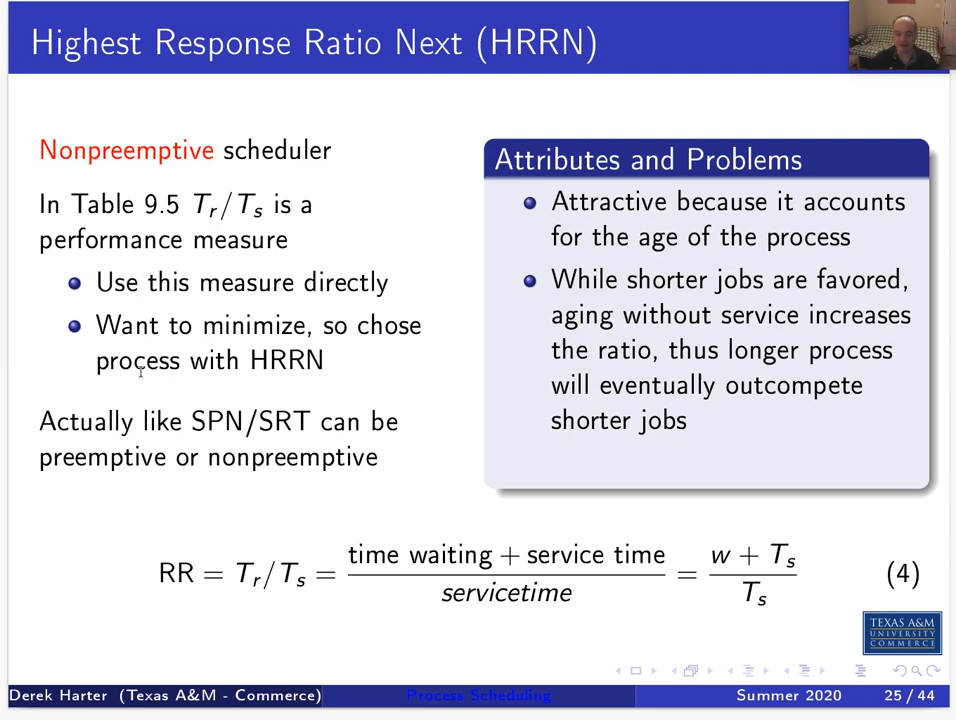 Highest Response Ratio Next (HRRN)
Nonpreemptive scheduler
In Table 9.5 Tr/Ts is a
performance measure
Use this measure directly
Want to minimize, so chose
process with HRRN
Actually like SPN/SRT can be
preemptive or nonpreemptive
Attributes and Problems
Attractive because it accounts
for the age of the process
While shorter jobs are favored,
aging without service increases
the ratio, thus longer process
will eventually outcompete
shorter jobs
RR = Tr/Ts = time waiting + service time / servicetime = w + Ts / Ts (4)
TEXAS A&M
UNIVERSITY
COMMERCE
Derek Harter (Texas A&M - Commerce) Process Scheduling Summer 2020 25 / 44